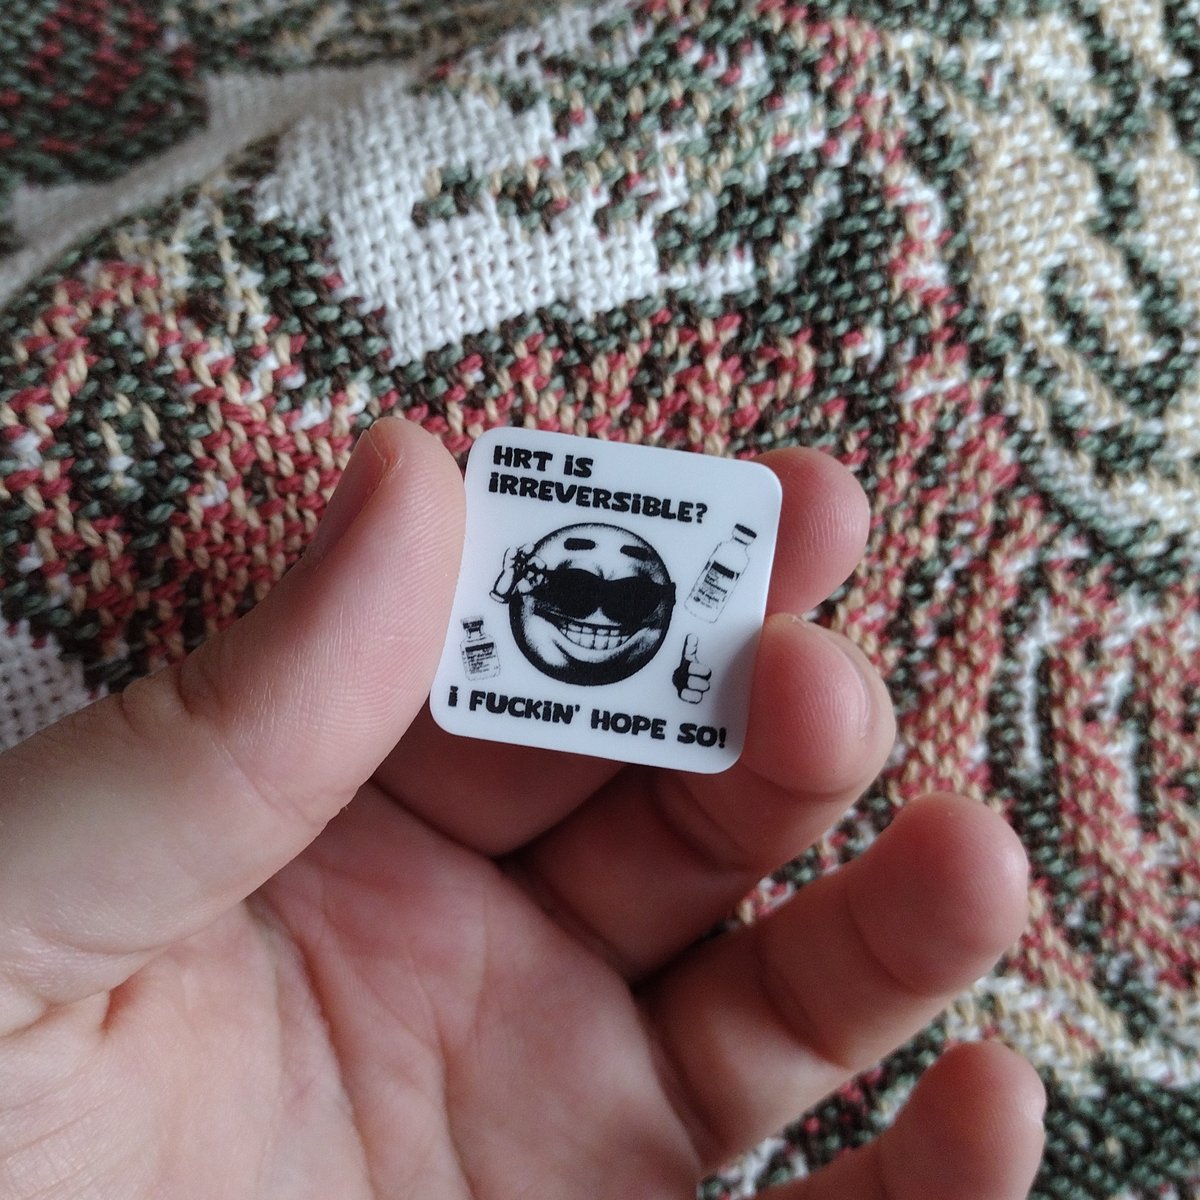 HRT iS
iRREVERSiBLE?
i FUCKiN' HOPE SO!